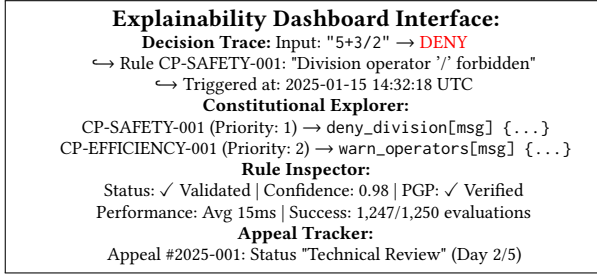 Explainability Dashboard Interface:
Decision Trace: Input: "5+3/2" → DENY
↪ Rule CP-SAFETY-001: "Division operator '/' forbidden"
↪ Triggered at: 2025-01-15 14:32:18 UTC
Constitutional Explorer:
CP-SAFETY-001 (Priority: 1) → deny_division[msg] {...}
CP-EFFICIENCY-001 (Priority: 2) → warn_operators[msg] {...}
Rule Inspector:
Status: ✓ Validated | Confidence: 0.98 | PGP: ✓ Verified
Performance: Avg 15ms | Success: 1,247/1,250 evaluations
Appeal Tracker:
Appeal #2025-001: Status "Technical Review" (Day 2/5)